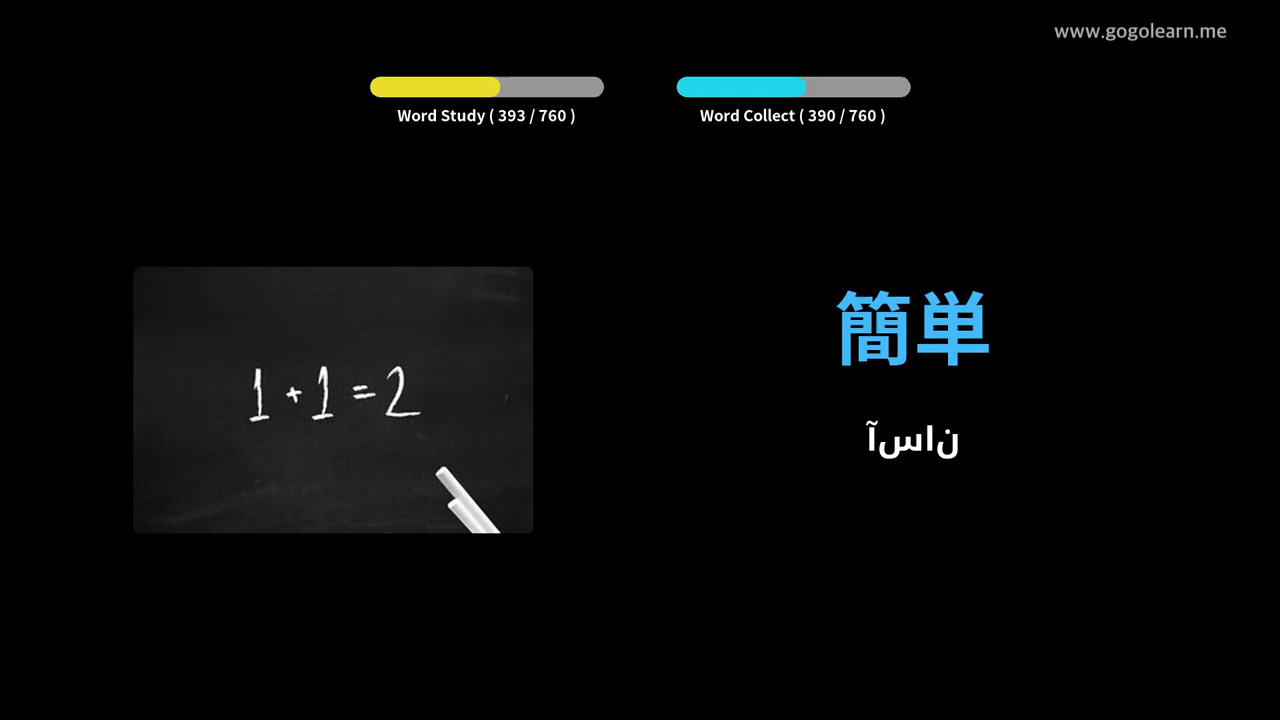 www.gogolearn.me
Word Study ( 393 / 760 )
Word Collect ( 390 / 760 )
1 + 1 = 2
簡単
آسان